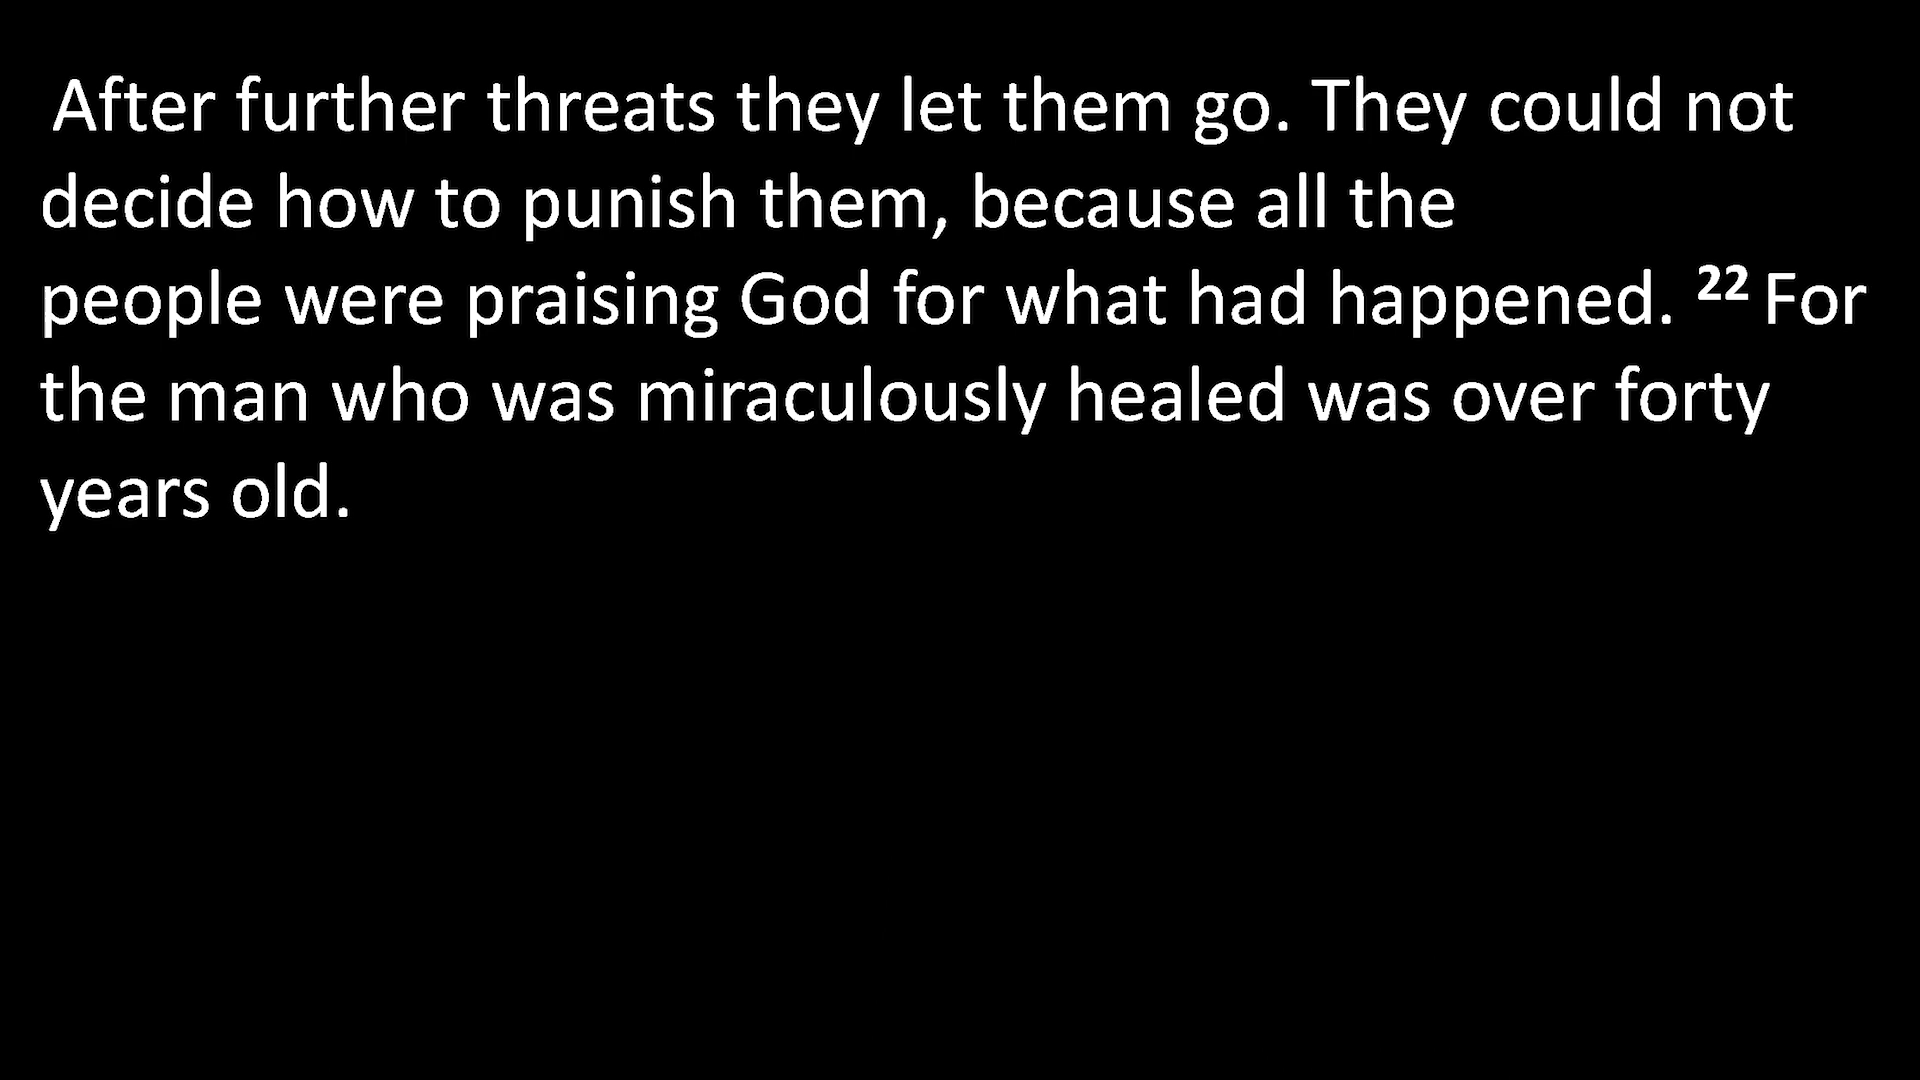 After further threats they let them go. They could not
decide how to punish them, because all the
people were praising God for what had happened. 22 For
the man who was miraculously healed was over forty
years old.